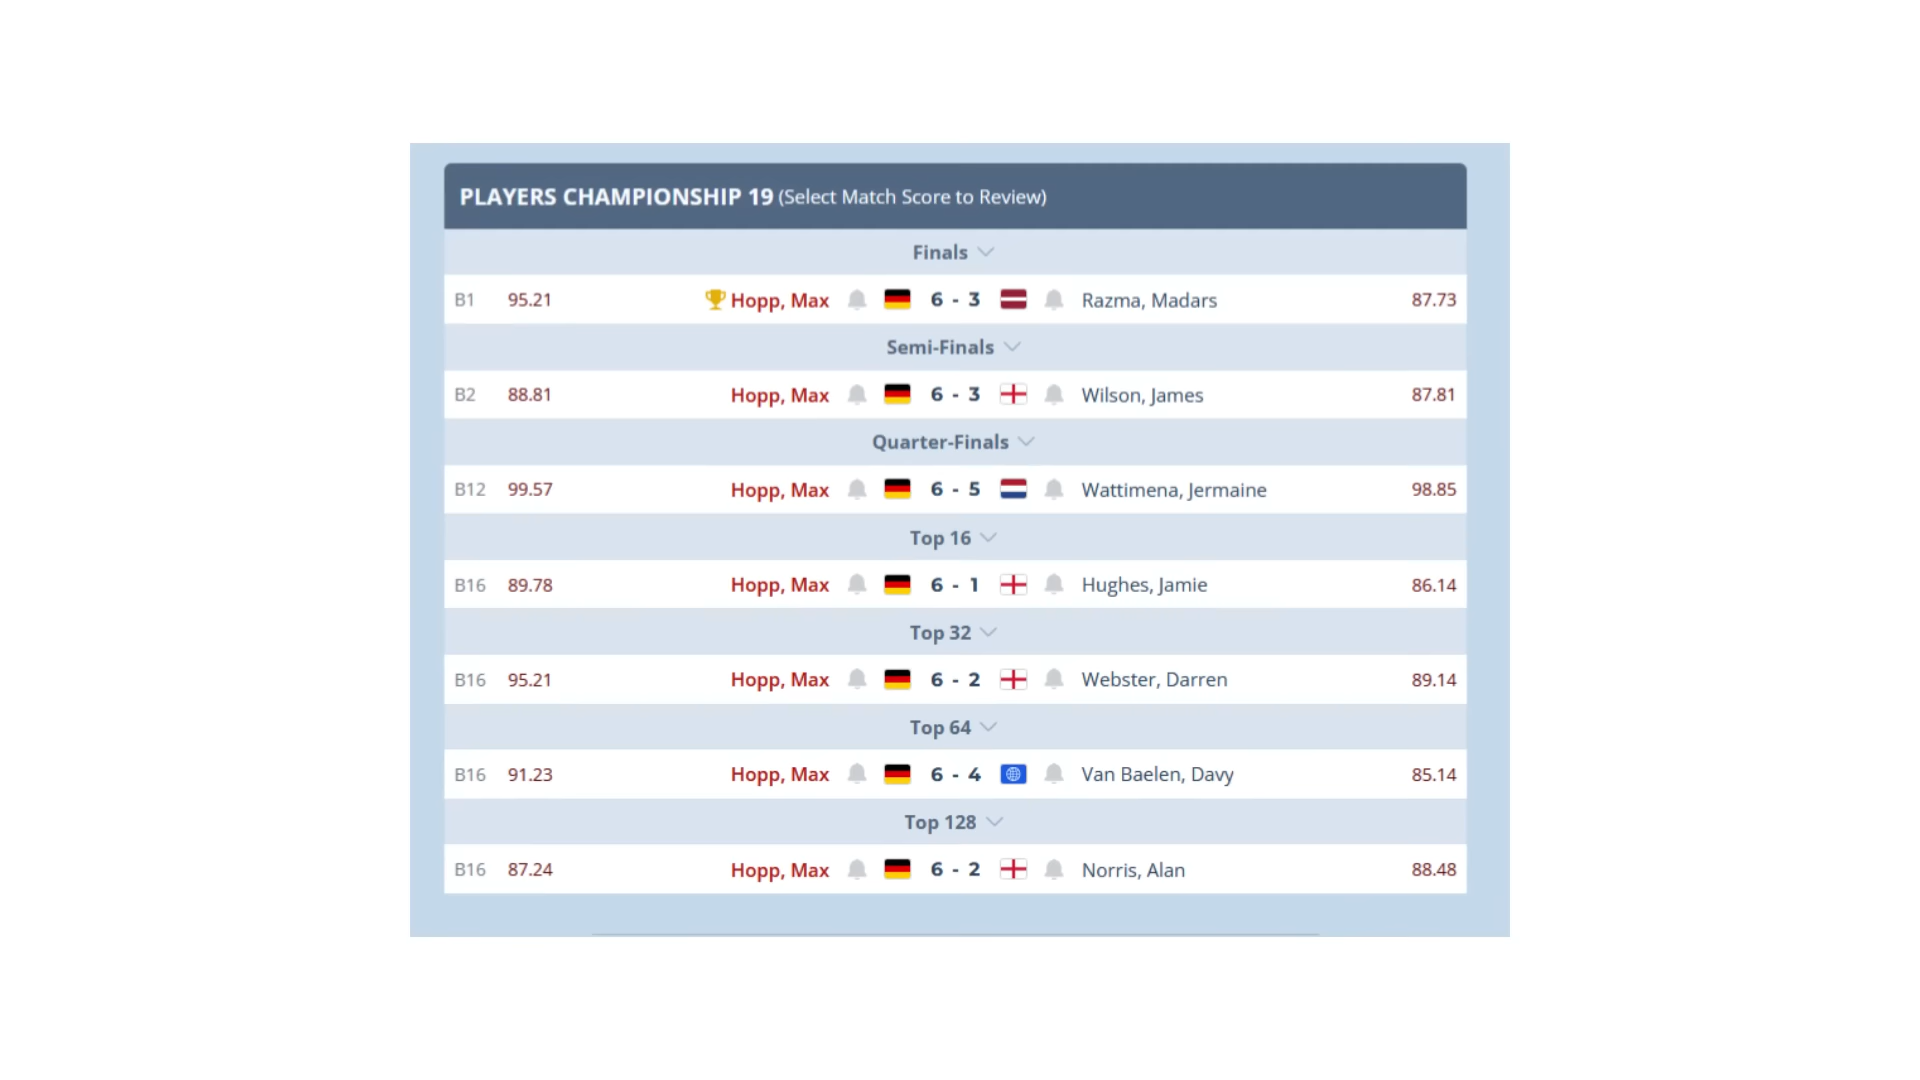 PLAYERS CHAMPIONSHIP 19 (Select Match Score to Review)
Finals
B1 95.21 Hopp, Max 6 - 3 Razma, Madars 87.73
Semi-Finals
B2 88.81 Hopp, Max 6 - 3 Wilson, James 87.81
Quarter-Finals
B12 99.57 Hopp, Max 6 - 5 Wattimena, Jermaine 98.85
Top 16
B16 89.78 Hopp, Max 6 - 1 Hughes, Jamie 86.14
Top 32
B16 95.21 Hopp, Max 6 - 2 Webster, Darren 89.14
Top 64
B16 91.23 Hopp, Max 6 - 4 Van Baelen, Davy 85.14
Top 128
B16 87.24 Hopp, Max 6 - 2 Norris, Alan 88.48